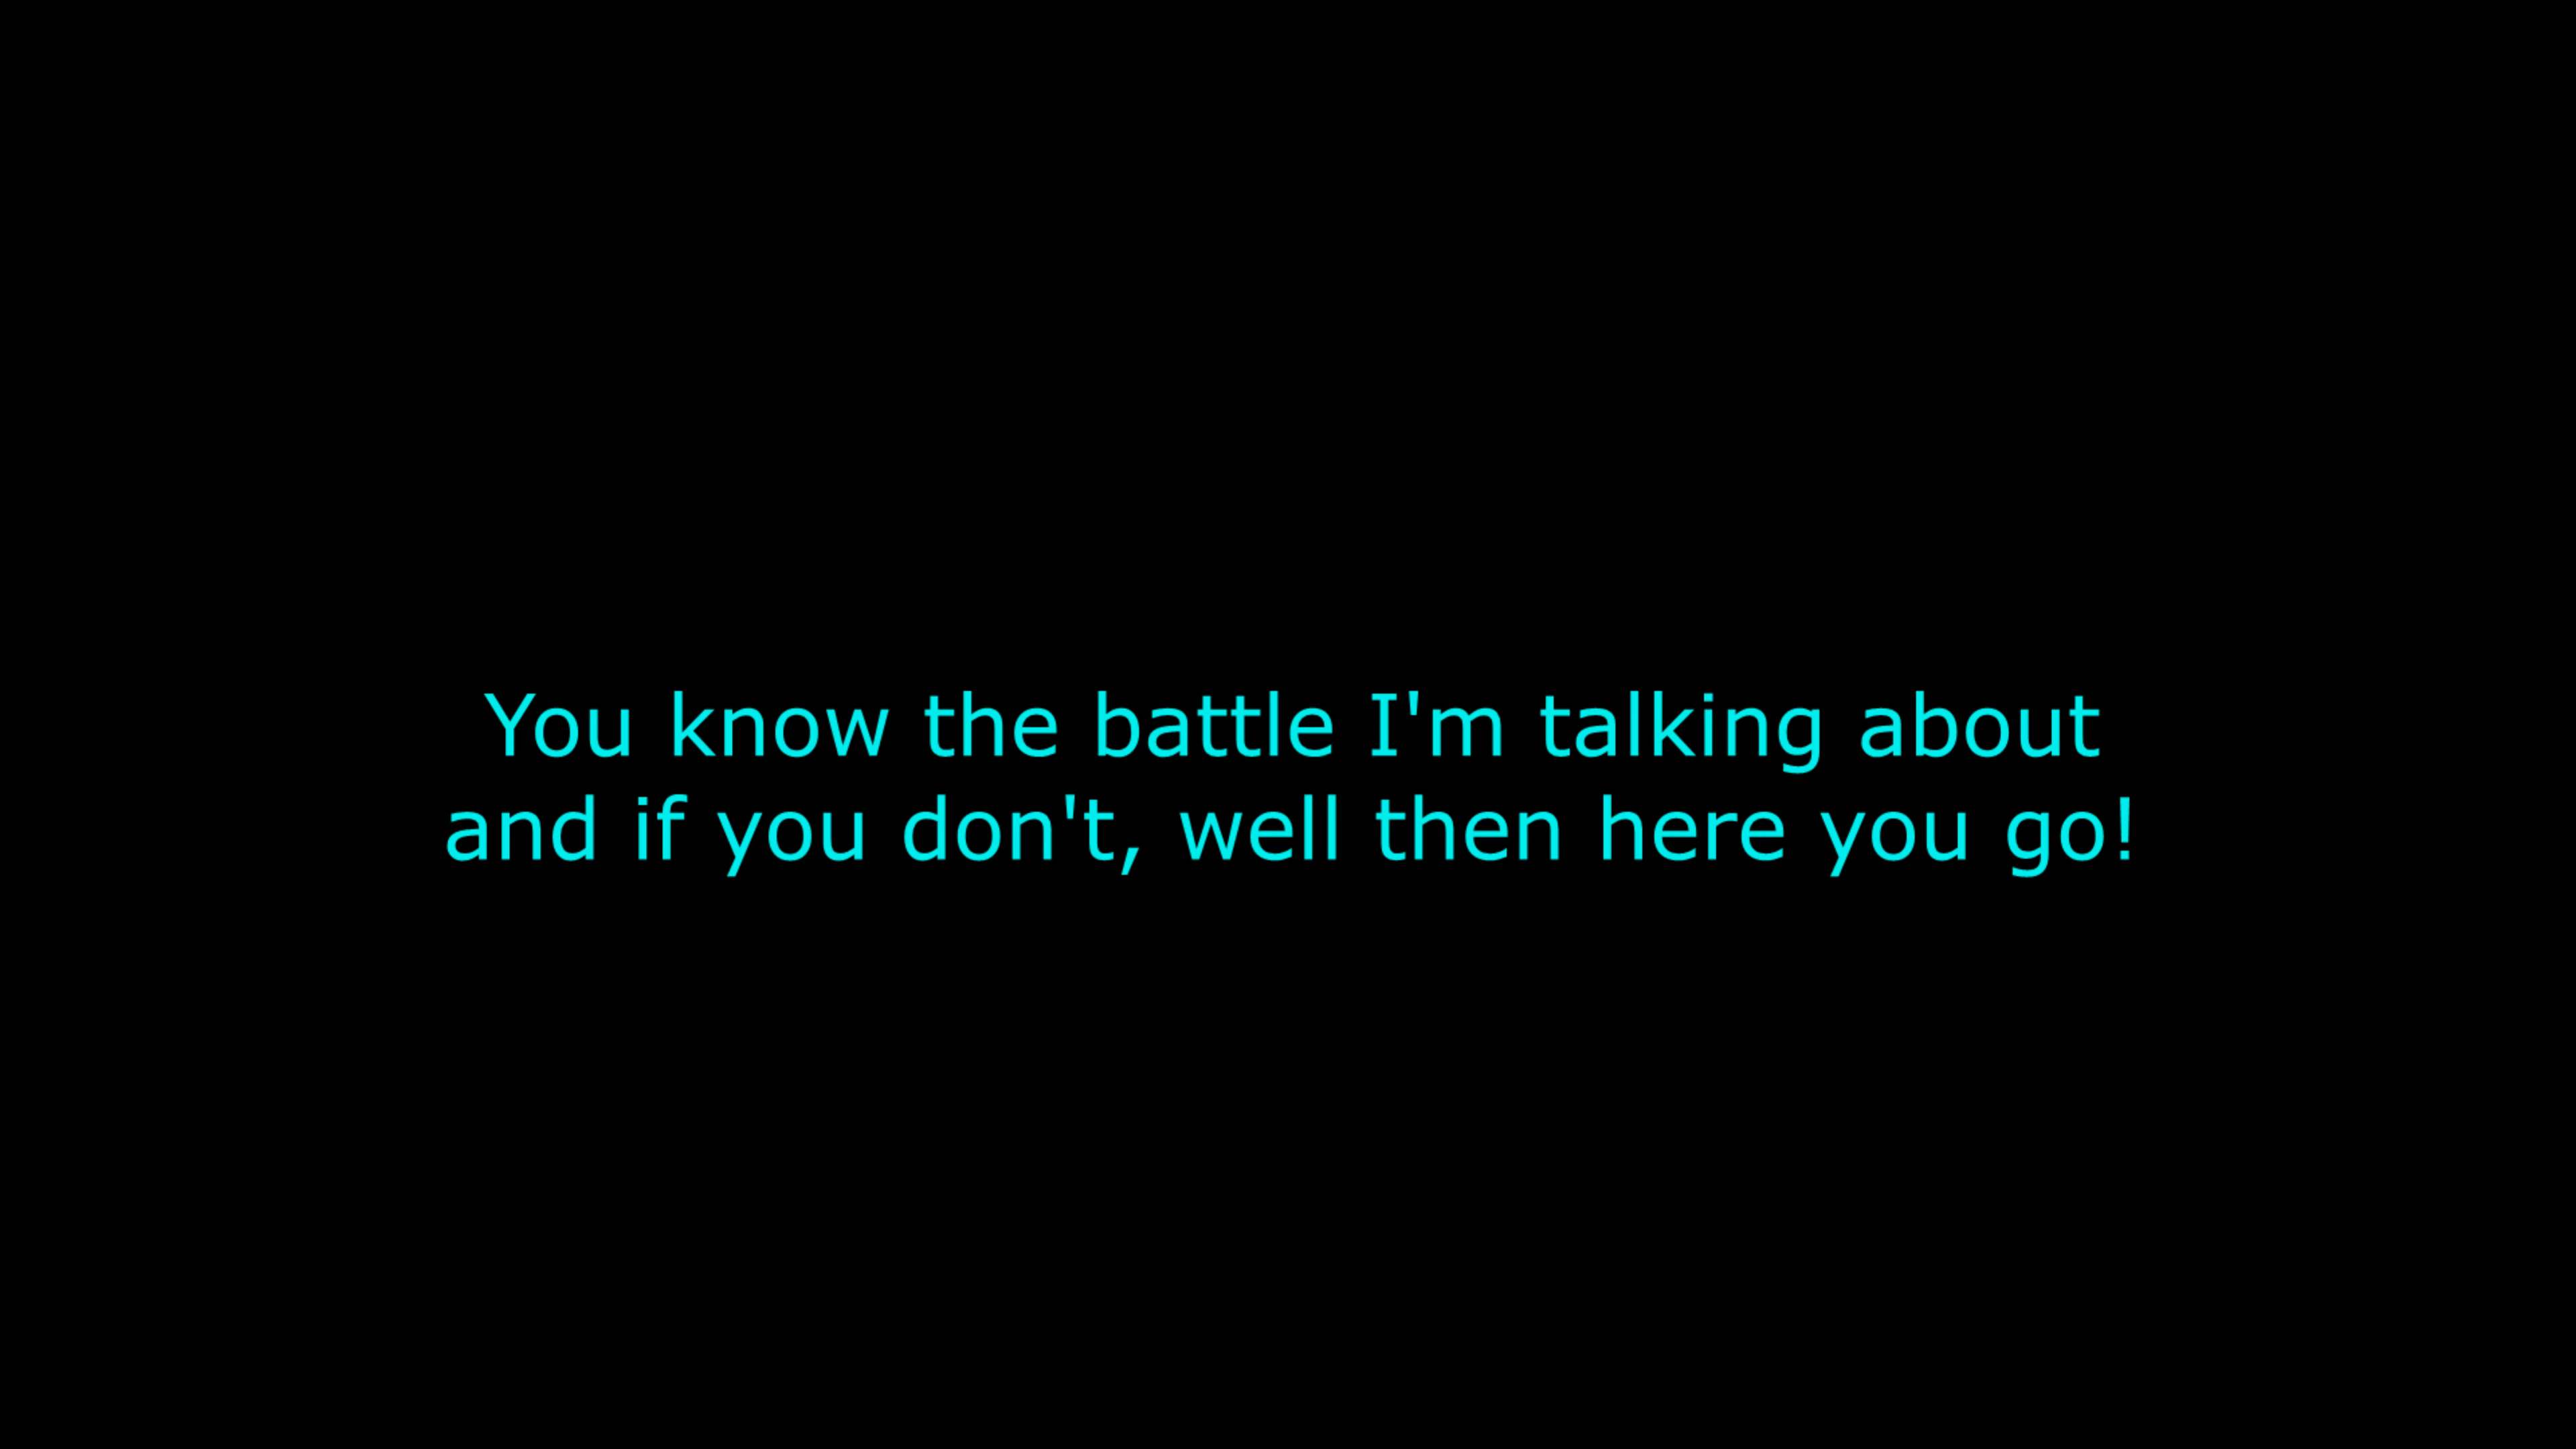 You know the battle I'm talking about
and if you don't, well then here you go!